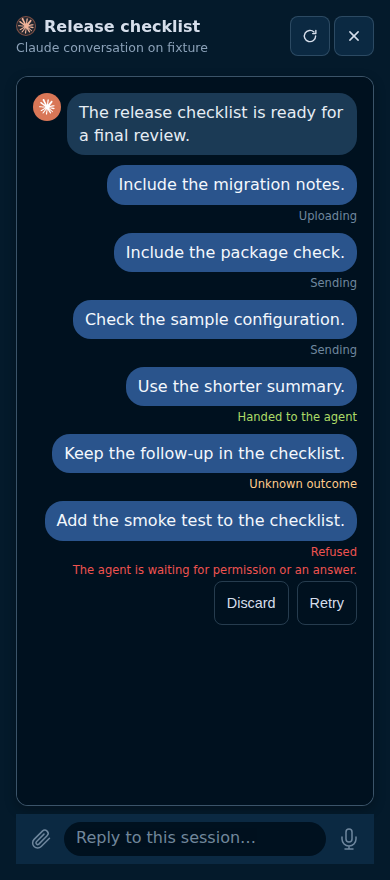 Release checklist
Claude conversation on fixture
The release checklist is ready for
a final review.
Include the migration notes.
Uploading
Include the package check.
Sending
Check the sample configuration.
Sending
Use the shorter summary.
Handed to the agent
Keep the follow-up in the checklist.
Unknown outcome
Add the smoke test to the checklist.
Refused
The agent is waiting for permission or an answer.
Discard
Retry
Reply to this session…